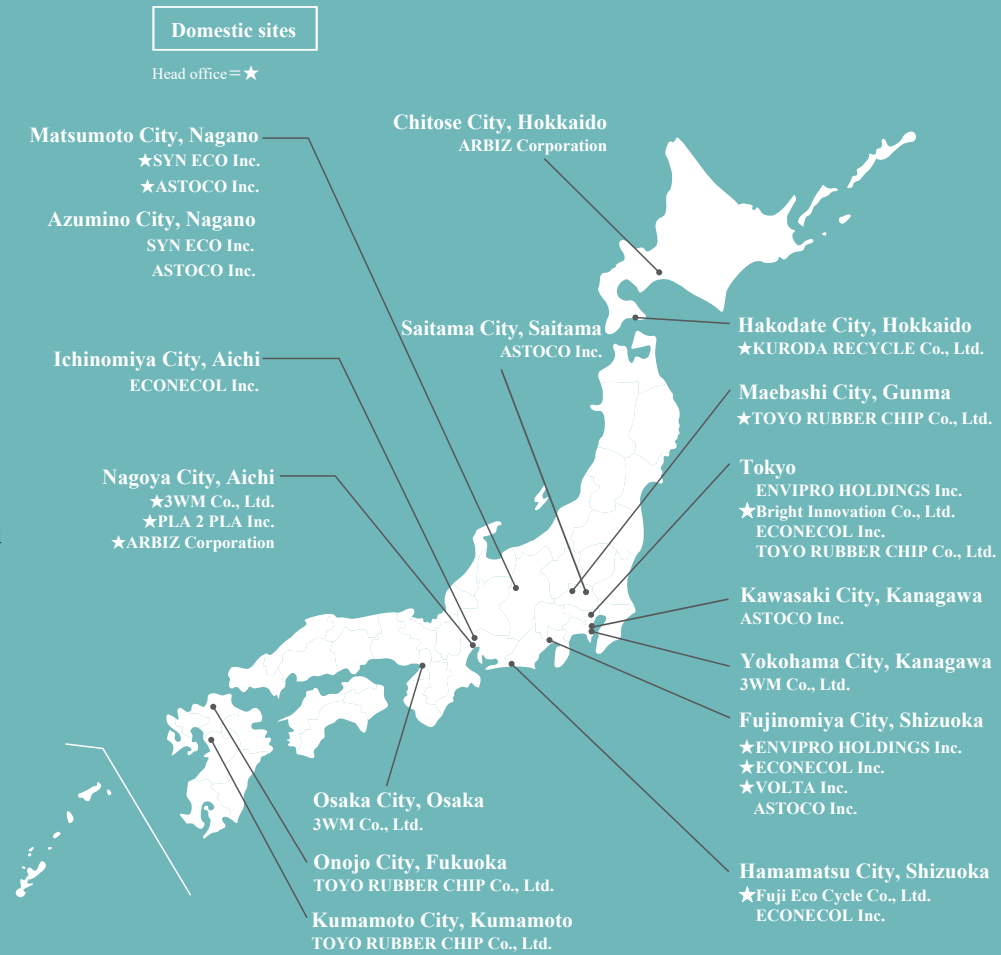 Domestic sites
Head office=★
Matsumoto City, Nagano
★SYN ECO Inc.
★ASTOCO Inc.
Azumino City, Nagano
SYN ECO Inc.
ASTOCO Inc.
Ichinomiya City, Aichi
ECONECOL Inc.
Nagoya City, Aichi
★3WM Co., Ltd.
★PLA 2 PLA Inc.
★ARBIZ Corporation
Chitose City, Hokkaido
ARBIZ Corporation
Saitama City, Saitama
ASTOCO Inc.
Hakodate City, Hokkaido
★KURODA RECYCLE Co., Ltd.
Maebashi City, Gunma
★TOYO RUBBER CHIP Co., Ltd.
Tokyo
ENVIPRO HOLDINGS Inc.
★Bright Innovation Co., Ltd.
ECONECOL Inc.
TOYO RUBBER CHIP Co., Ltd.
Kawasaki City, Kanagawa
ASTOCO Inc.
Yokohama City, Kanagawa
3WM Co., Ltd.
Fujinomiya City, Shizuoka
★ENVIPRO HOLDINGS Inc.
★ECONECOL Inc.
★VOLTA Inc.
ASTOCO Inc.
Hamamatsu City, Shizuoka
★Fuji Eco Cycle Co., Ltd.
ECONECOL Inc.
Osaka City, Osaka
3WM Co., Ltd.
Onojo City, Fukuoka
TOYO RUBBER CHIP Co., Ltd.
Kumamoto City, Kumamoto
TOYO RUBBER CHIP Co., Ltd.